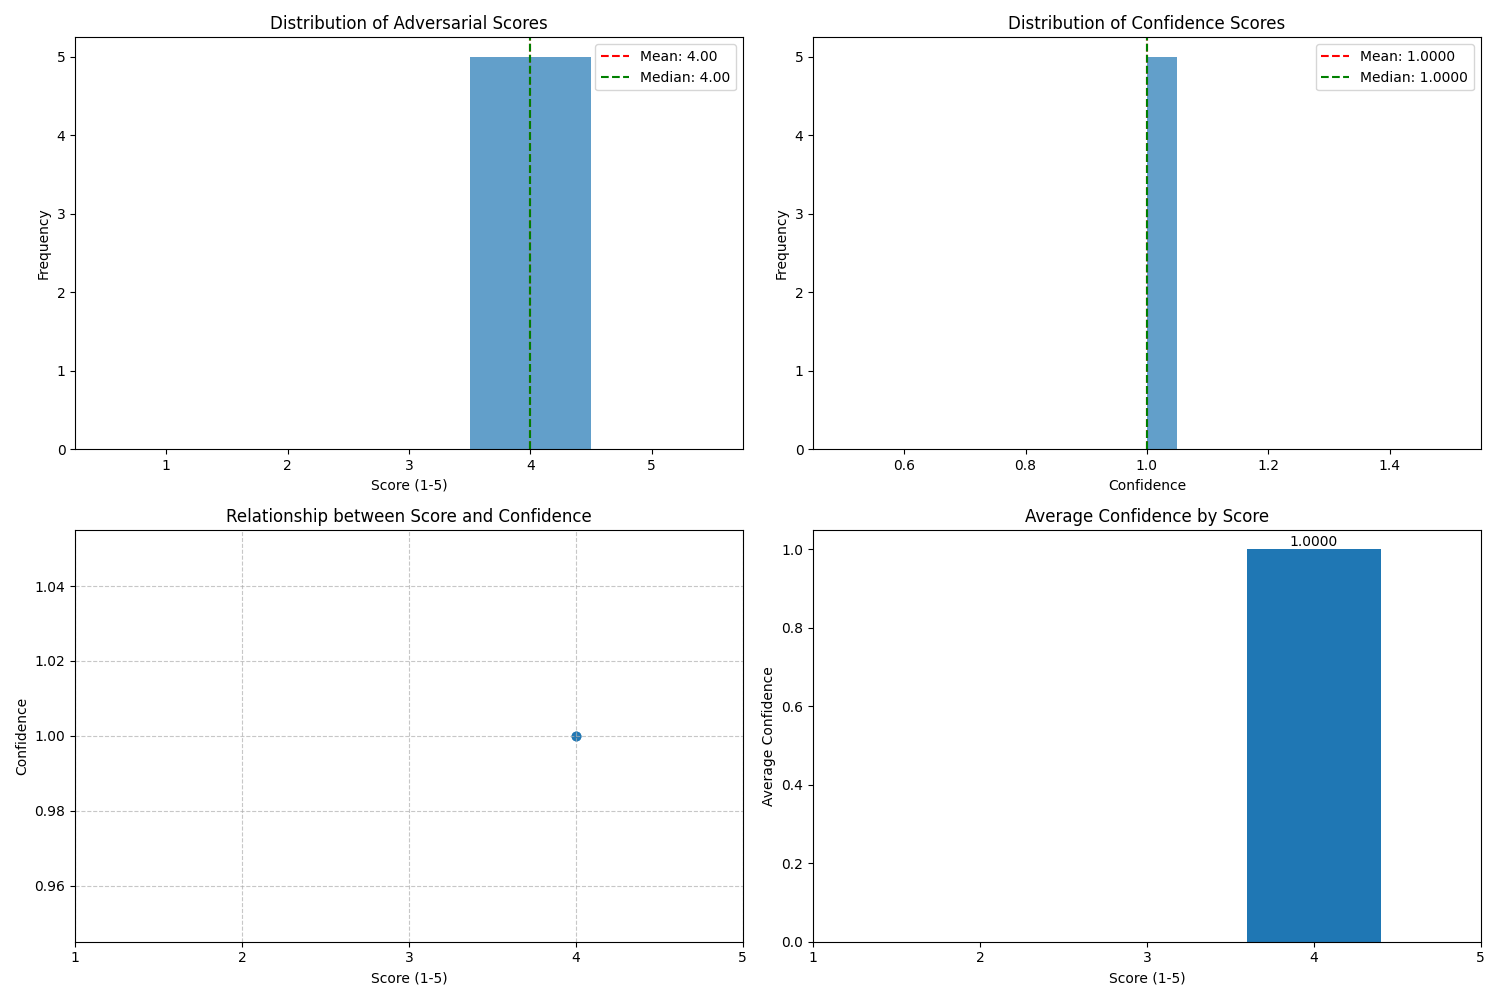 Distribution of Adversarial Scores
Mean: 4.00
Median: 4.00
Frequency
5
4
3
2
1
0
1 2 3 4 5
Score (1-5)
Distribution of Confidence Scores
Mean: 1.0000
Median: 1.0000
Frequency
5
4
3
2
1
0
0.6 0.8 1.0 1.2 1.4
Confidence
Relationship between Score and Confidence
Confidence
1.04
1.02
1.00
0.98
0.96
1 2 3 4 5
Score (1-5)
Average Confidence by Score
1.0000
Average Confidence
1.0
0.8
0.6
0.4
0.2
0.0
1 2 3 4 5
Score (1-5)